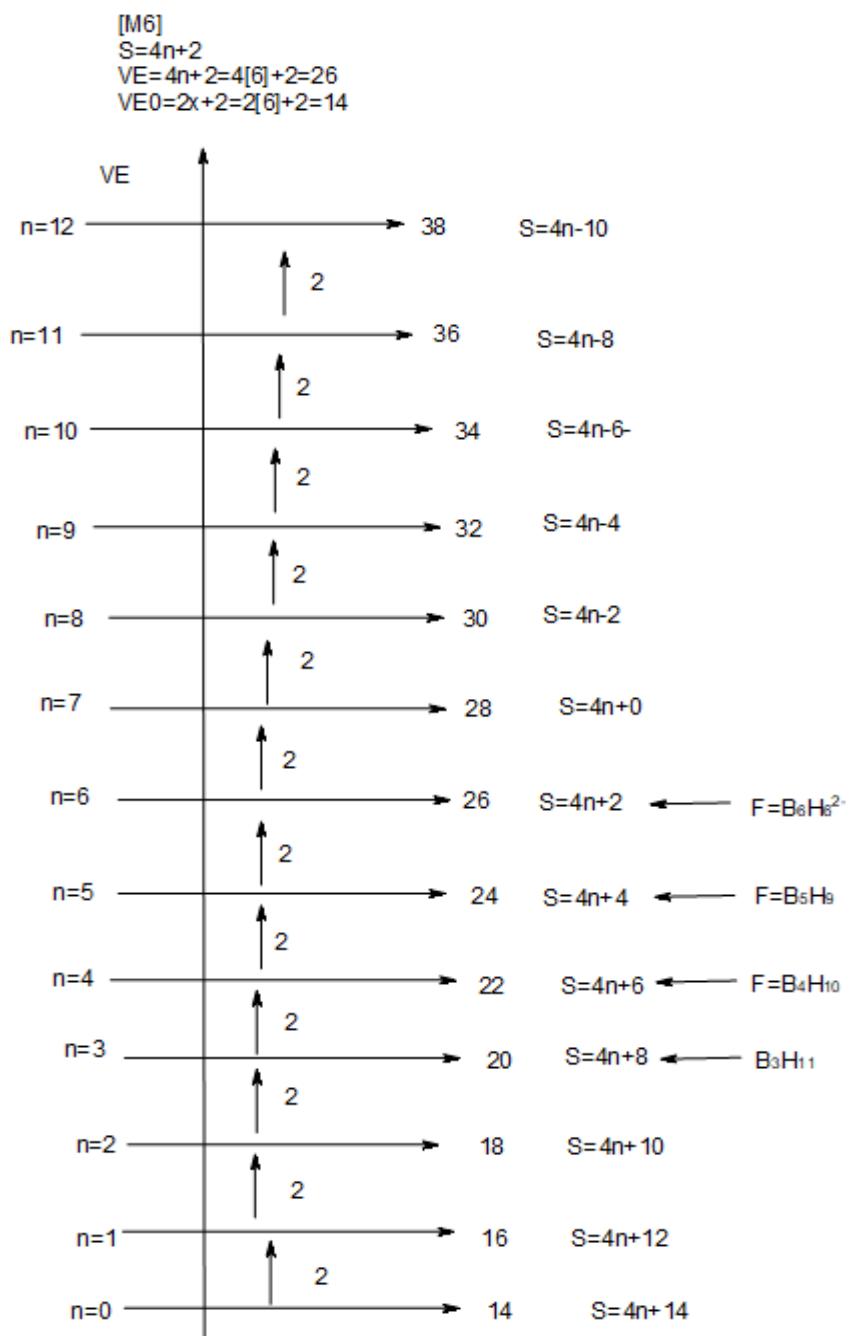 [M6]
S=4n+2
VE=4n+2=4[6]+2=26
VE0=2x+2=2[6]+2=14
VE
n=12 38 S=4n-10
2
n=11 36 S=4n-8
2
n=10 34 S=4n-6-
2
n=9 32 S=4n-4
2
n=8 30 S=4n-2
2
n=7 28 S=4n+0
2
n=6 26 S=4n+2 F=B₆H₆²⁻
2
n=5 24 S=4n+4 F=B₅H₉
2
n=4 22 S=4n+6 F=B₄H₁₀
2
n=3 20 S=4n+8 B₃H₁₁
2
n=2 18 S=4n+10
2
n=1 16 S=4n+12
2
n=0 14 S=4n+14